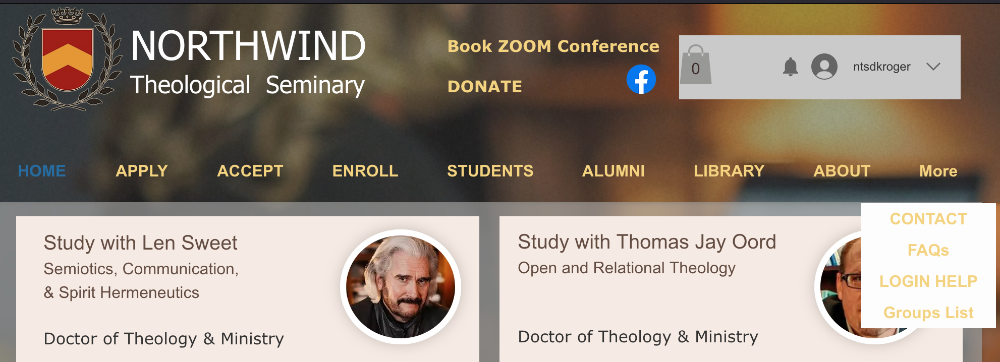 NORTHWIND
Theological Seminary
Book ZOOM Conference
DONATE
0
ntsdkroger
HOME
APPLY
ACCEPT
ENROLL
STUDENTS
ALUMNI
LIBRARY
ABOUT
More
CONTACT
FAQs
LOGIN HELP
Groups List
Study with Len Sweet
Semiotics, Communication,
& Spirit Hermeneutics
Doctor of Theology & Ministry
Study with Thomas Jay Oord
Open and Relational Theology
Doctor of Theology & Ministry